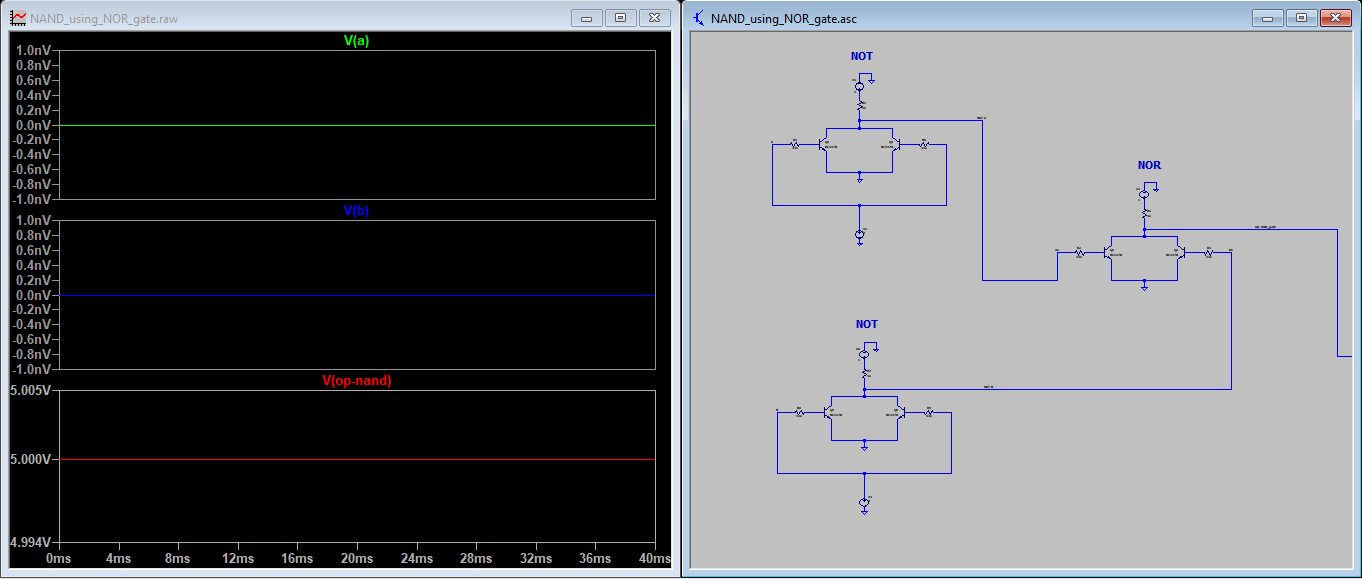 NAND_using_NOR_gate.raw
V(a)
1.0nV
0.8nV
0.6nV
0.4nV
0.2nV
0.0nV
-0.2nV
-0.4nV
-0.6nV
-0.8nV
-1.0nV
V(b)
1.0nV
0.8nV
0.6nV
0.4nV
0.2nV
0.0nV
-0.2nV
-0.4nV
-0.6nV
-0.8nV
-1.0nV
V(op-nand)
5.005V
5.000V
4.994V
0ms 4ms 8ms 12ms 16ms 20ms 24ms 28ms 32ms 36ms 40ms
NAND_using_NOR_gate.asc
NOT
NOR
NOT